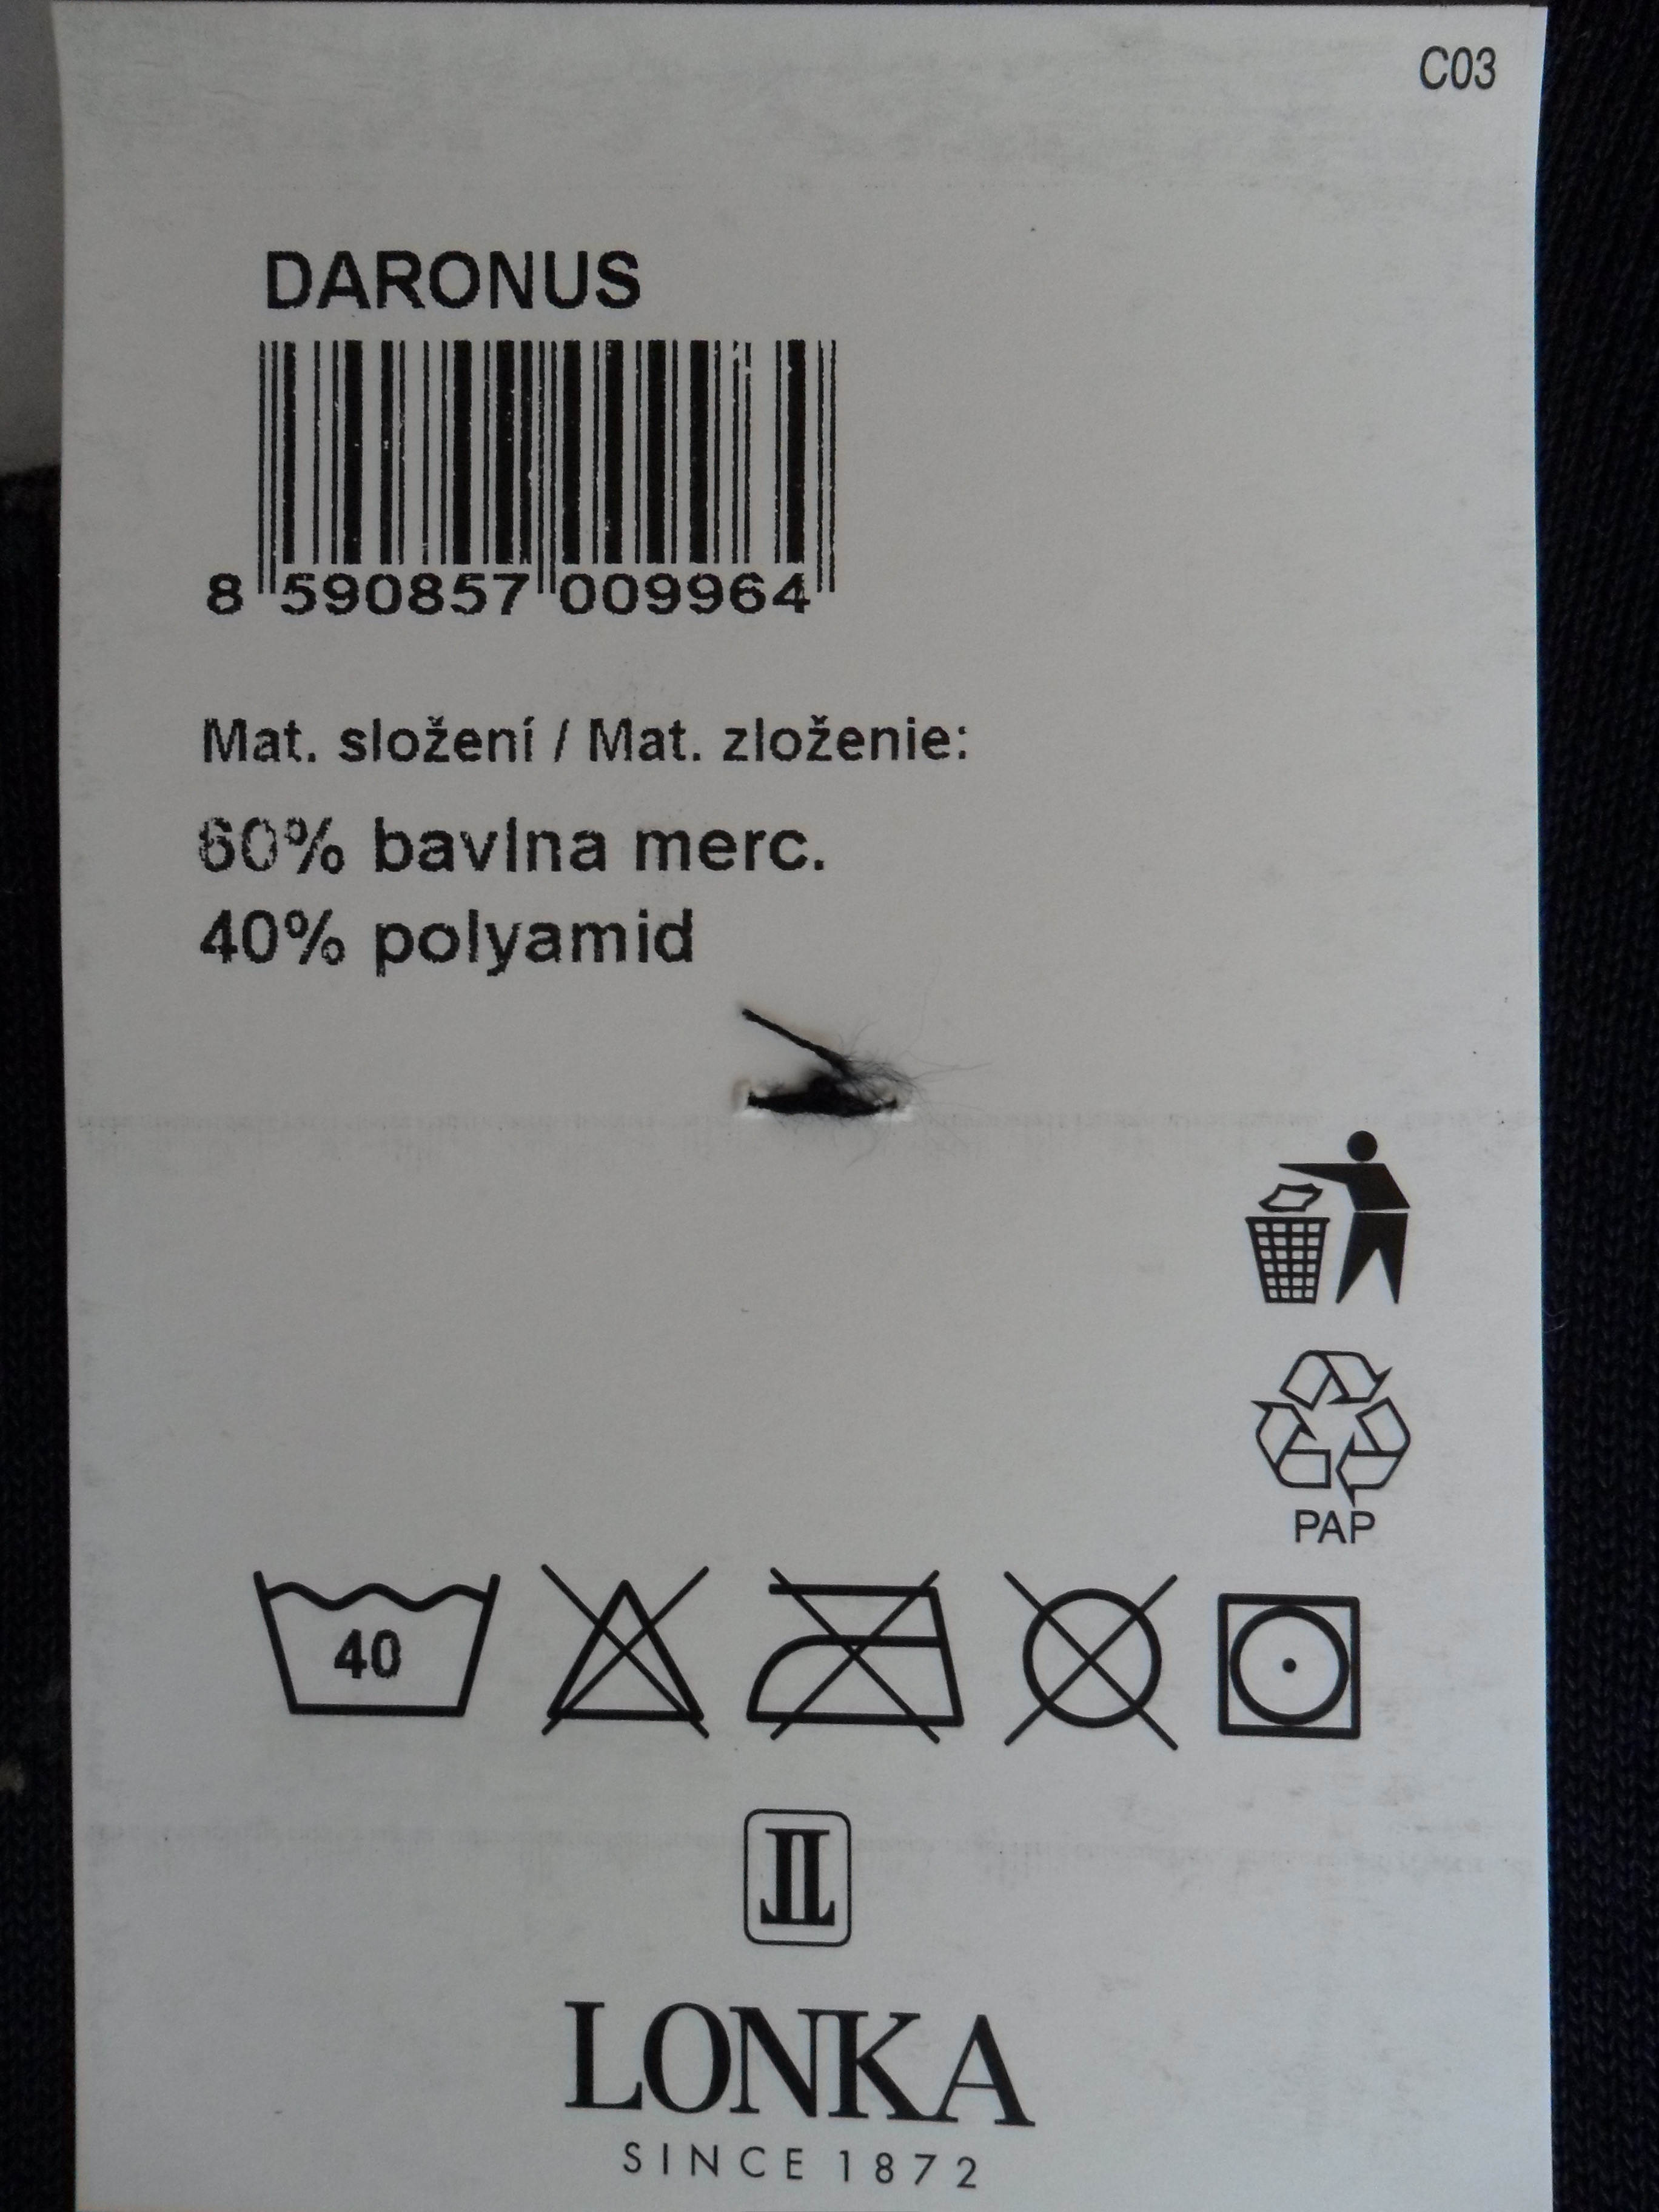 C03
DARONUS
8 590857 009964
Mat. složení / Mat. zloženie:
60% bavlna merc.
40% polyamid
PAP
40
LONKA
SINCE 1872